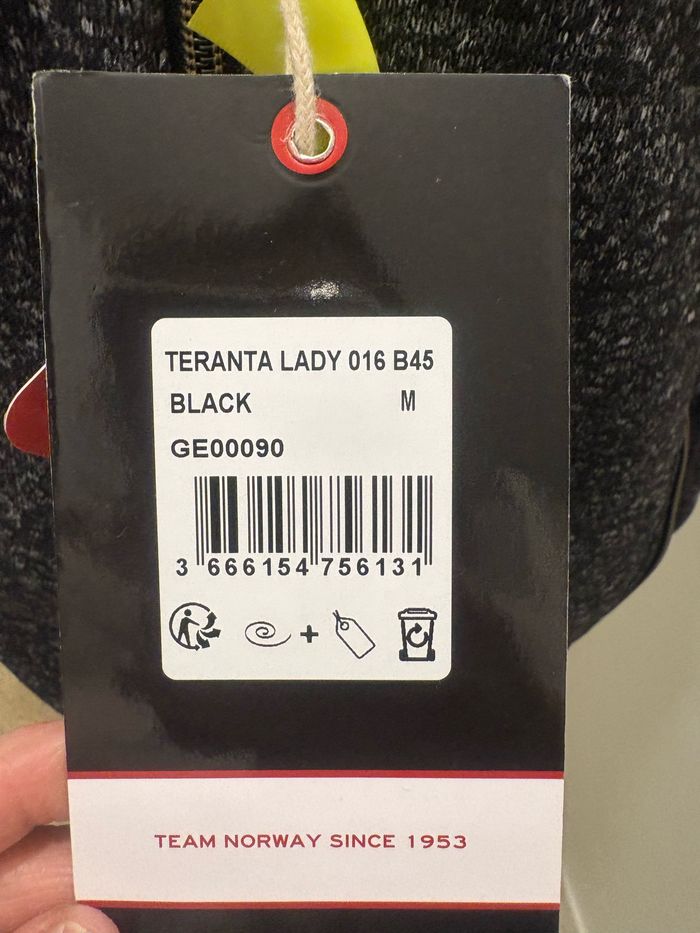 TERANTA LADY 016 B45
BLACK M
GE00090
3 666154 756131
TEAM NORWAY SINCE 1953